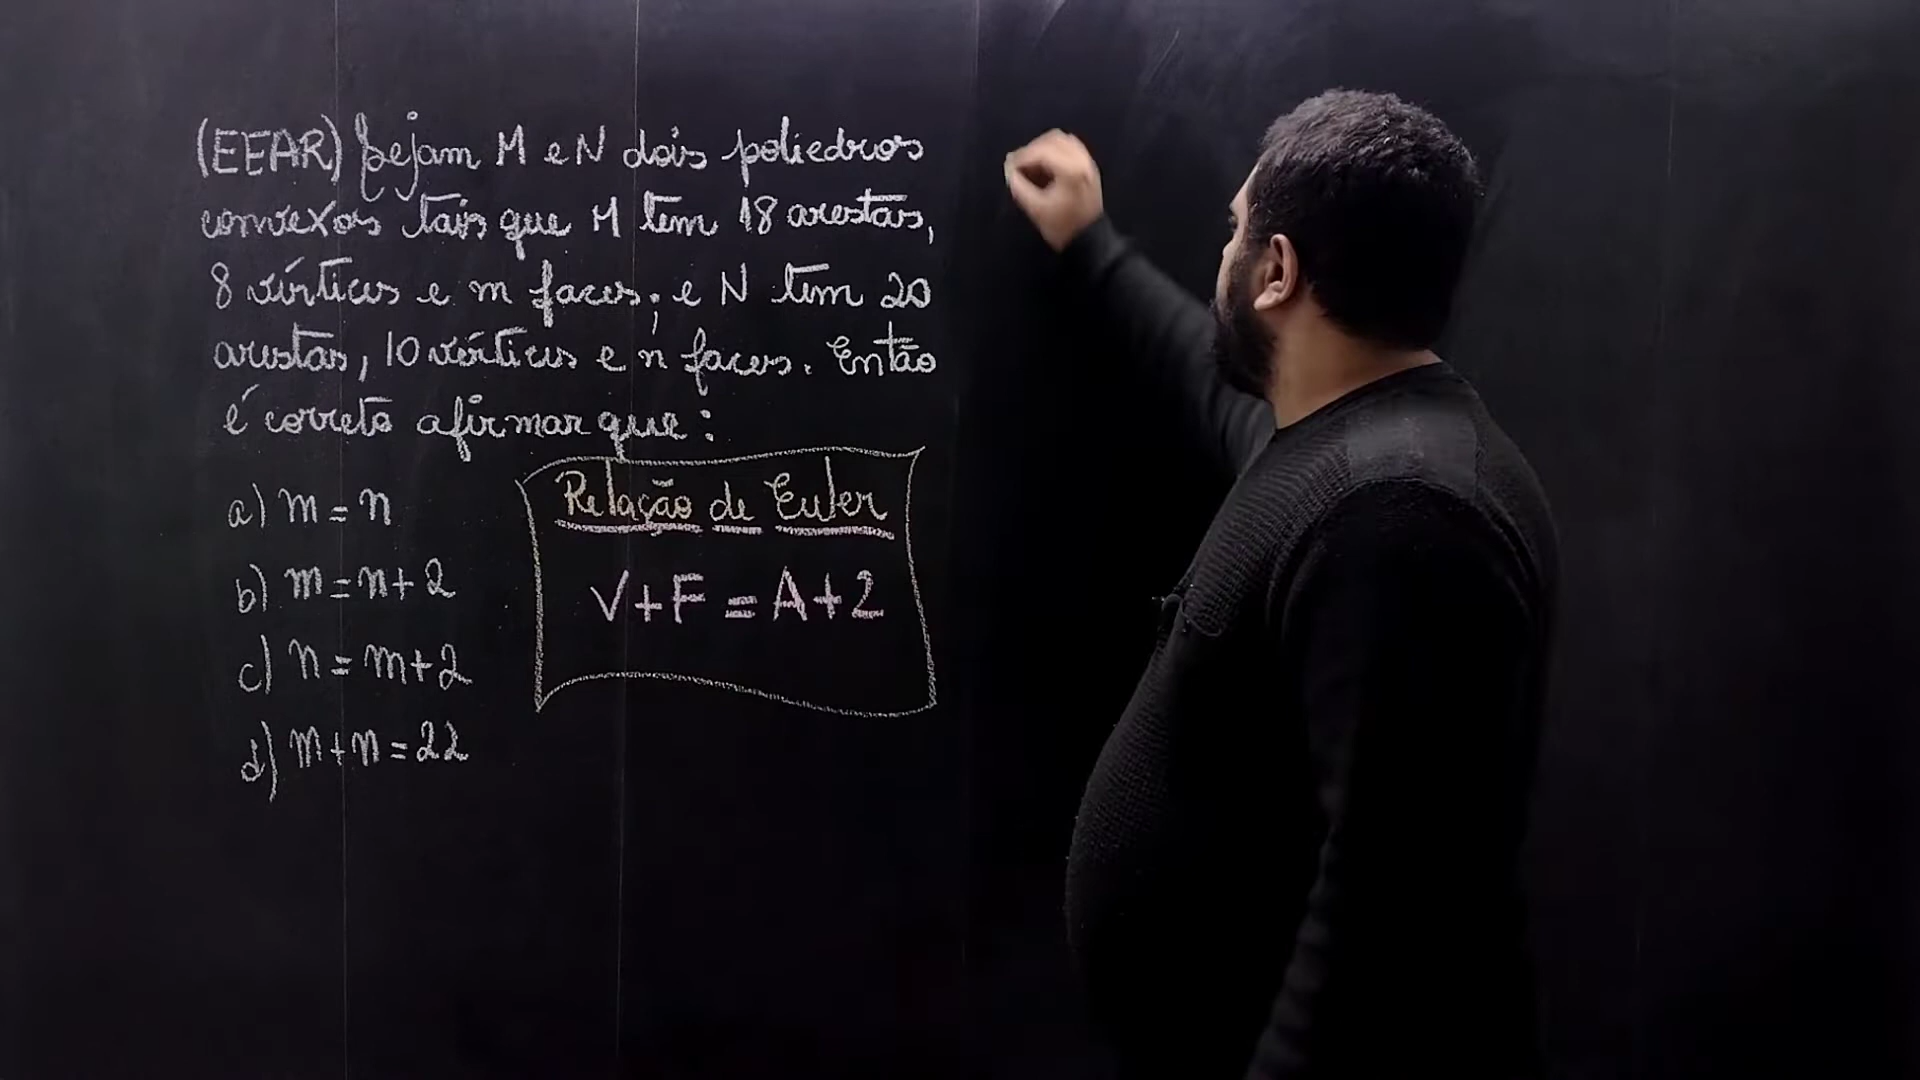 (EEAR) Sejam M e N dois poliedros
convexos tais que M tem 18 arestas,
8 vértices e m faces; e N tem 20
arestas, 10 vértices e n faces. Então
é correto afirmar que:
a) m = n
b) m = n + 2
c) n = m + 2
d) m + n = 22
Relação de Euler
V + F = A + 2